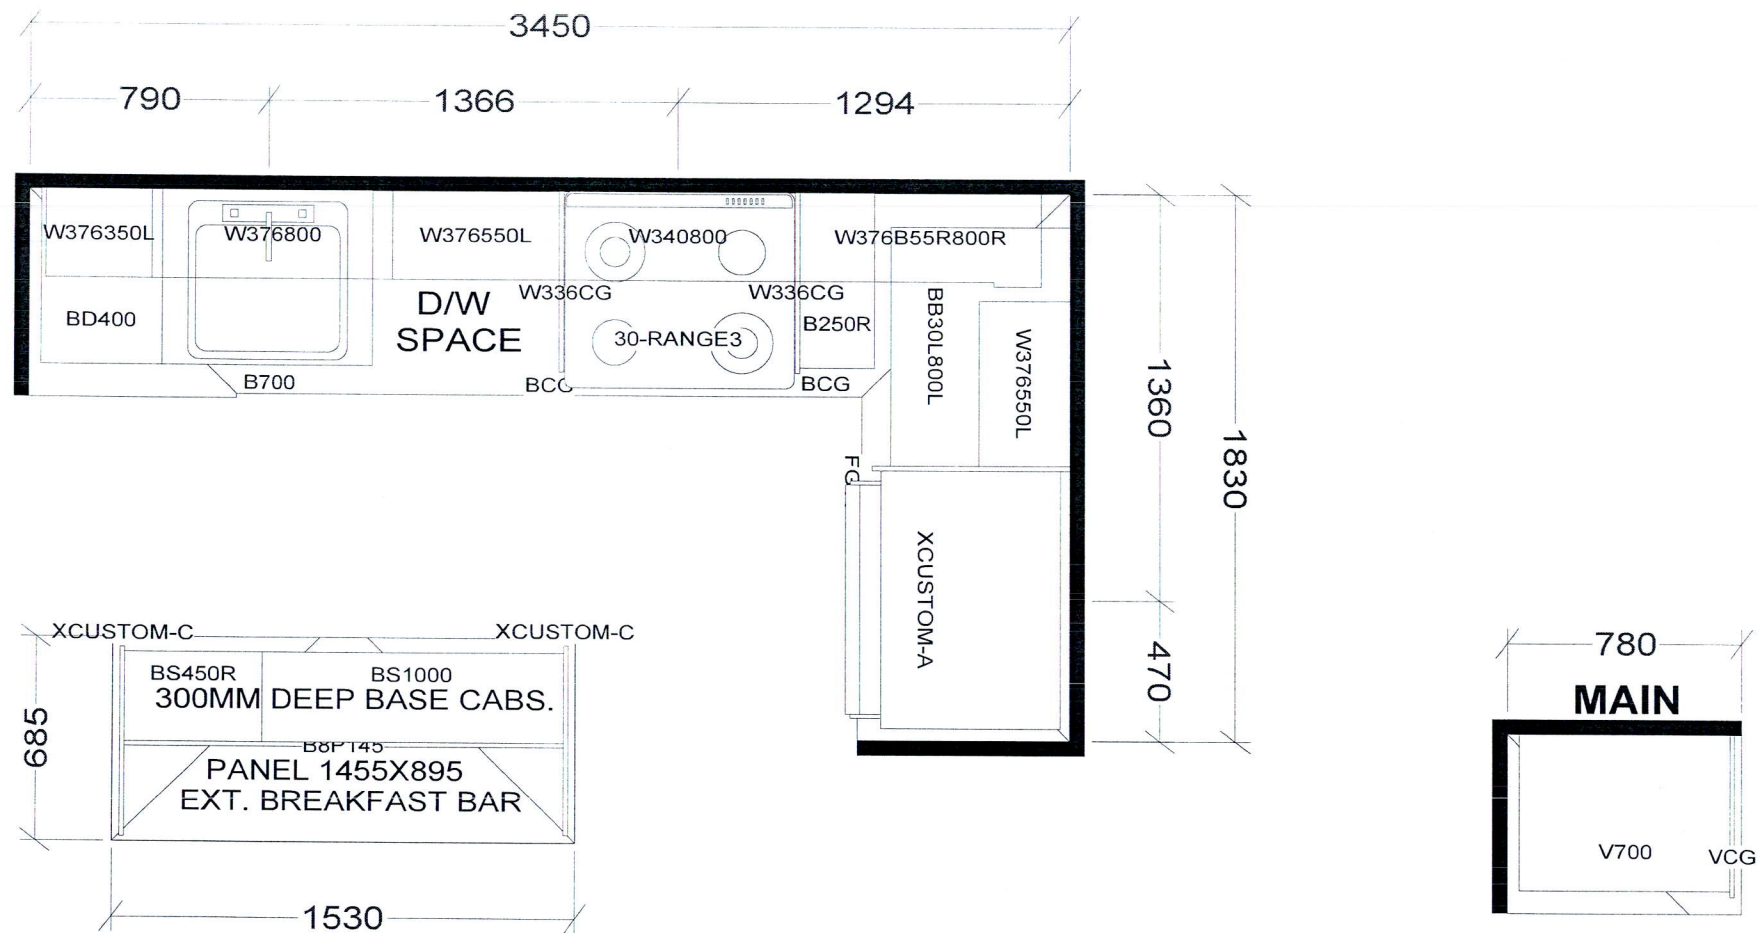 3450
790
1366
1294
W376350L
W376800
W376550L
W340800
W376B55R800R
W336CG
W336CG
BD400
D/W
SPACE
30-RANGE3
B250R
BB30L800L
W376550L
B700
BCG
BCG
1360
1830
FG
XCUSTOM-A
470
XCUSTOM-C
XCUSTOM-C
BS450R
BS1000
300MM DEEP BASE CABS.
B8P145
PANEL 1455X895
EXT. BREAKFAST BAR
685
1530
780
MAIN
V700
VCG